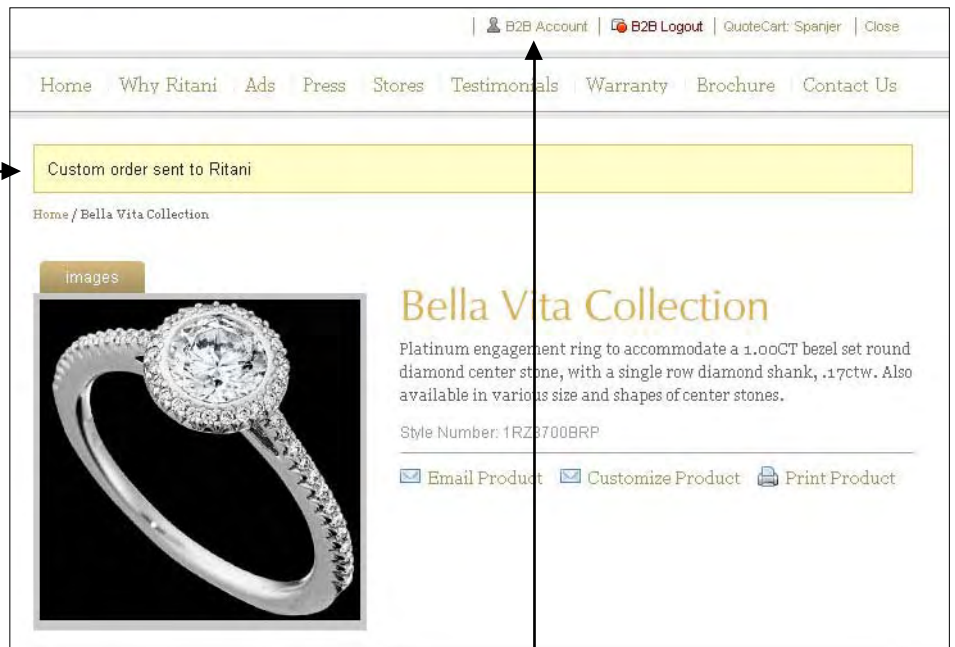 B2B Account | B2B Logout | QuoteCart: Spanjer | Close
Home Why Ritani Ads Press Stores Testimonials Warranty Brochure Contact Us
Custom order sent to Ritani
Home / Bella Vita Collection
images
Bella Vita Collection
Platinum engagement ring to accommodate a 1.00CT bezel set round
diamond center stone, with a single row diamond shank, .17ctw. Also
available in various size and shapes of center stones.
Style Number: 1RZ3700BRP
Email Product Customize Product Print Product